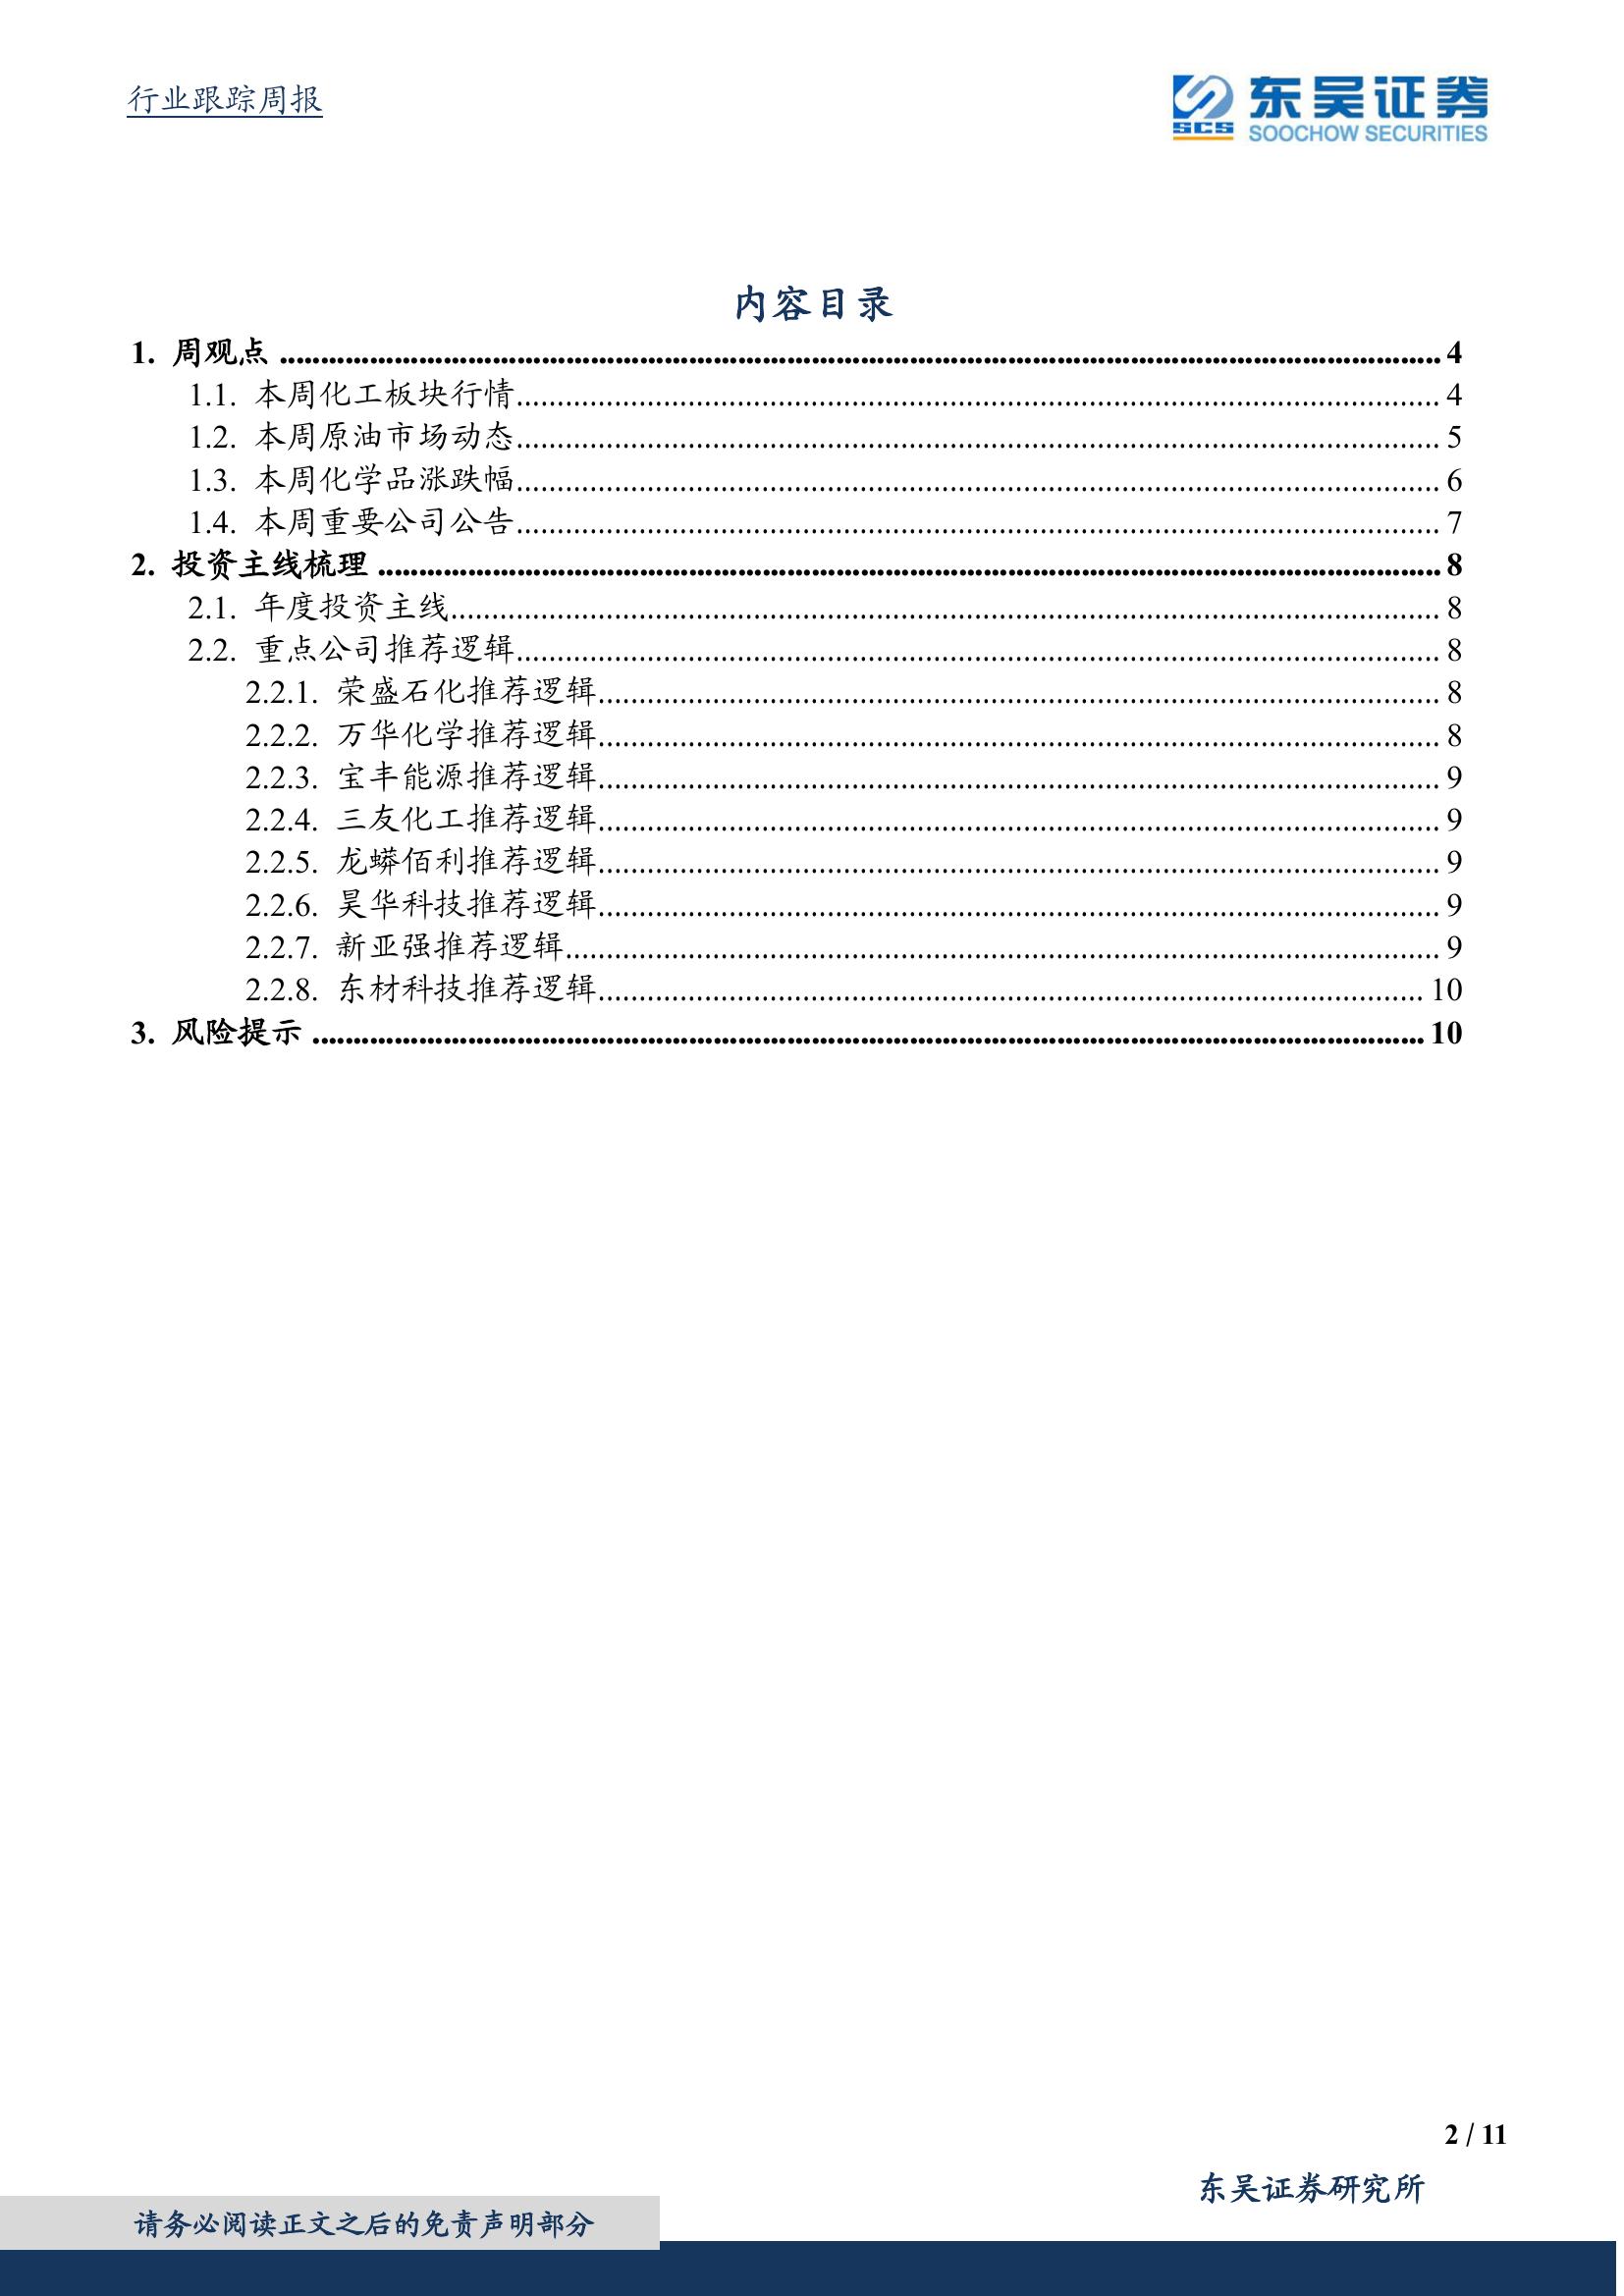 行业跟踪周报
SCS 东吴证券
SOOCHOW SECURITIES
内容目录
1. 周观点 ........ 4
1.1. 本周化工板块行情 ........ 4
1.2. 本周原油市场动态 ........ 5
1.3. 本周化学品涨跌幅 ........ 6
1.4. 本周重要公司公告 ........ 7
2. 投资主线梳理 ........ 8
2.1. 年度投资主线 ........ 8
2.2. 重点公司推荐逻辑 ........ 8
2.2.1. 荣盛石化推荐逻辑 ........ 8
2.2.2. 万华化学推荐逻辑 ........ 8
2.2.3. 宝丰能源推荐逻辑 ........ 9
2.2.4. 三友化工推荐逻辑 ........ 9
2.2.5. 龙蟒佰利推荐逻辑 ........ 9
2.2.6. 昊华科技推荐逻辑 ........ 9
2.2.7. 新亚强推荐逻辑 ........ 9
2.2.8. 东材科技推荐逻辑 ........ 10
3. 风险提示 ........ 10
2 / 11
东吴证券研究所
请务必阅读正文之后的免责声明部分